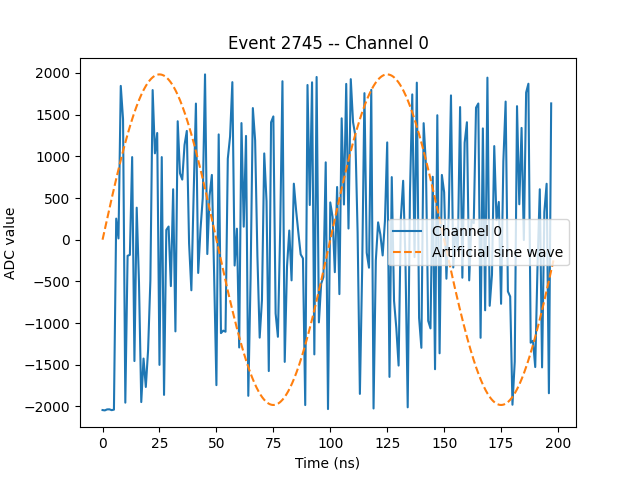 Event 2745 -- Channel 0
ADC value
2000
1500
1000
500
0
−500
−1000
−1500
−2000
Channel 0
Artificial sine wave
0 25 50 75 100 125 150 175 200
Time (ns)